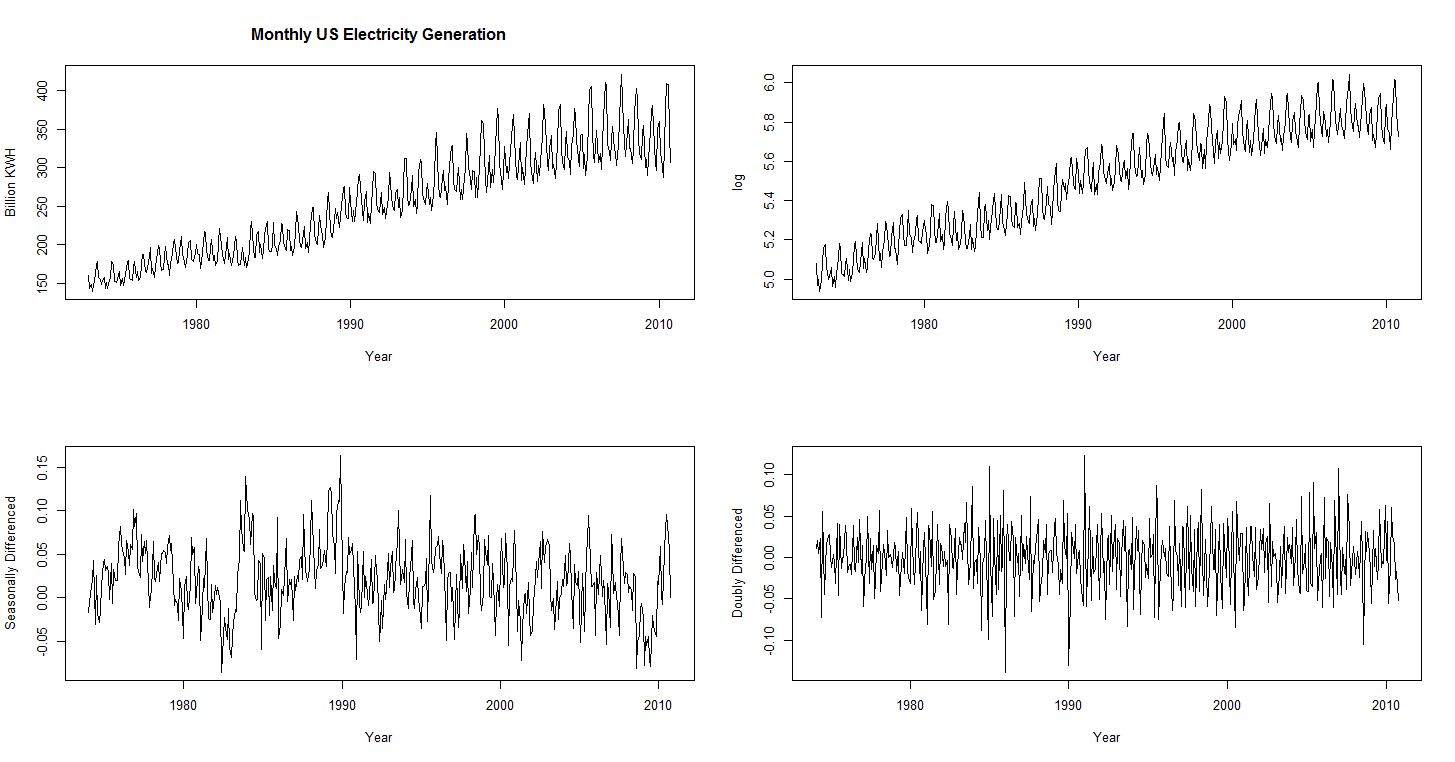 Monthly US Electricity Generation
Billion KWH
400
350
300
250
200
150
1980 1990 2000 2010
Year
log
6.0
5.8
5.6
5.4
5.2
5.0
1980 1990 2000 2010
Year
Seasonally Differenced
0.15
0.10
0.05
0.00
-0.05
1980 1990 2000 2010
Year
Doubly Differenced
0.10
0.05
0.00
-0.05
-0.10
1980 1990 2000 2010
Year